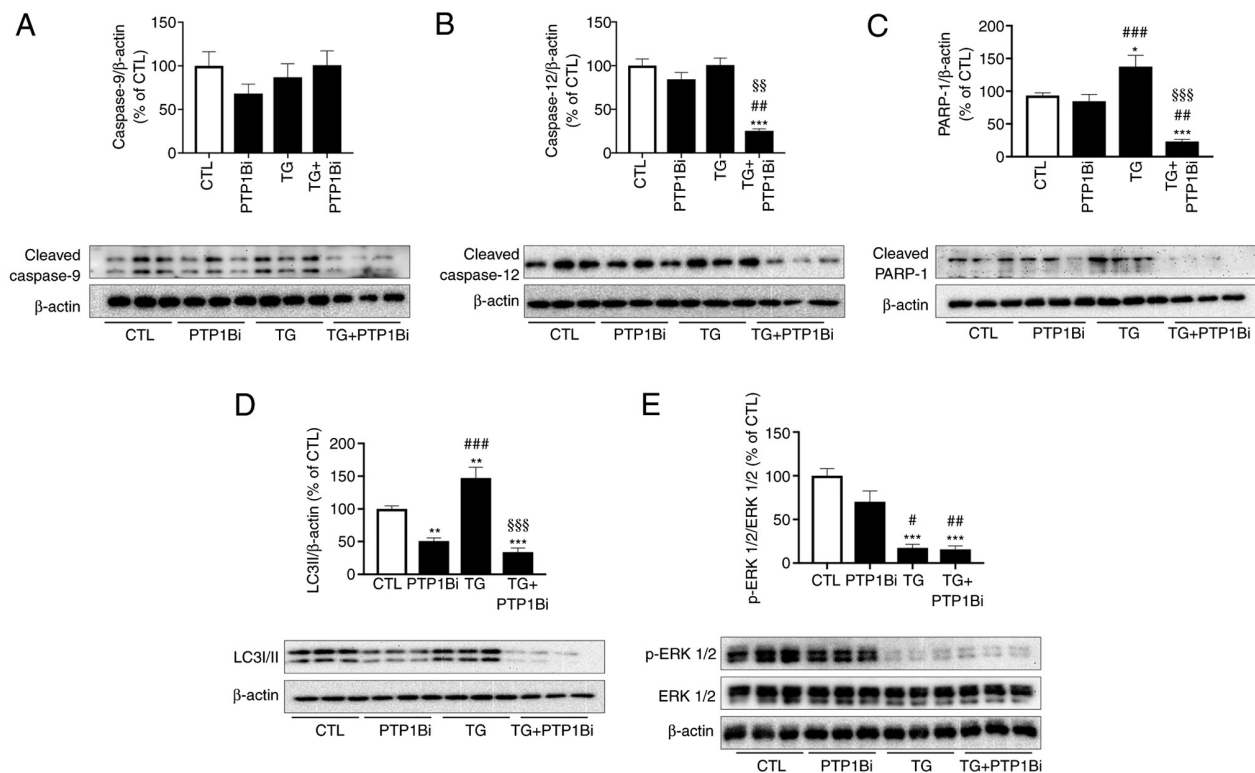 A
Caspase-9/β-actin
(% of CTL)
150
100
50
0
CTL
PTP1Bi
TG
TG+
PTP1Bi
Cleaved
caspase-9
β-actin
CTL PTP1Bi TG TG+PTP1Bi
B
Caspase-12/β-actin
(% of CTL)
150
100
50
0
§§
##
***
CTL
PTP1Bi
TG
TG+
PTP1Bi
Cleaved
caspase-12
β-actin
CTL PTP1Bi TG TG+PTP1Bi
C
PARP-1/β-actin
(% of CTL)
200
150
100
50
0
###
*
§§§
##
***
CTL
PTP1Bi
TG
TG+
PTP1Bi
Cleaved
PARP-1
β-actin
CTL PTP1Bi TG TG+PTP1Bi
D
LC3II/β-actin (% of CTL)
200
150
100
50
0
**
###
**
§§§
***
CTL PTP1Bi TG TG+
PTP1Bi
LC3I/II
β-actin
CTL PTP1Bi TG TG+PTP1Bi
E
p-ERK 1/2/ERK 1/2 (% of CTL)
150
100
50
0
#
***
##
***
CTL PTP1Bi TG TG+
PTP1Bi
p-ERK 1/2
ERK 1/2
β-actin
CTL PTP1Bi TG TG+PTP1Bi